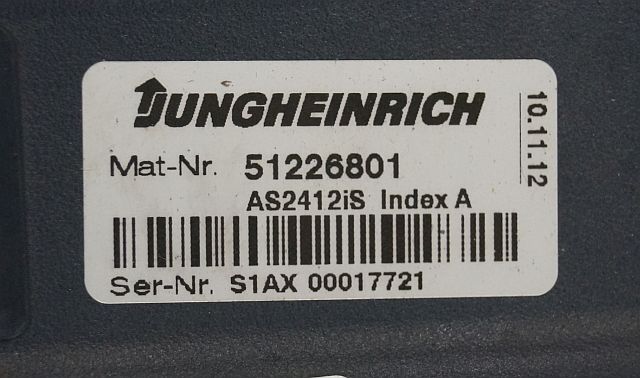 JUNGHEINRICH
Mat-Nr. 51226801
AS2412iS Index A
Ser-Nr. S1AX 00017721
10.11.12